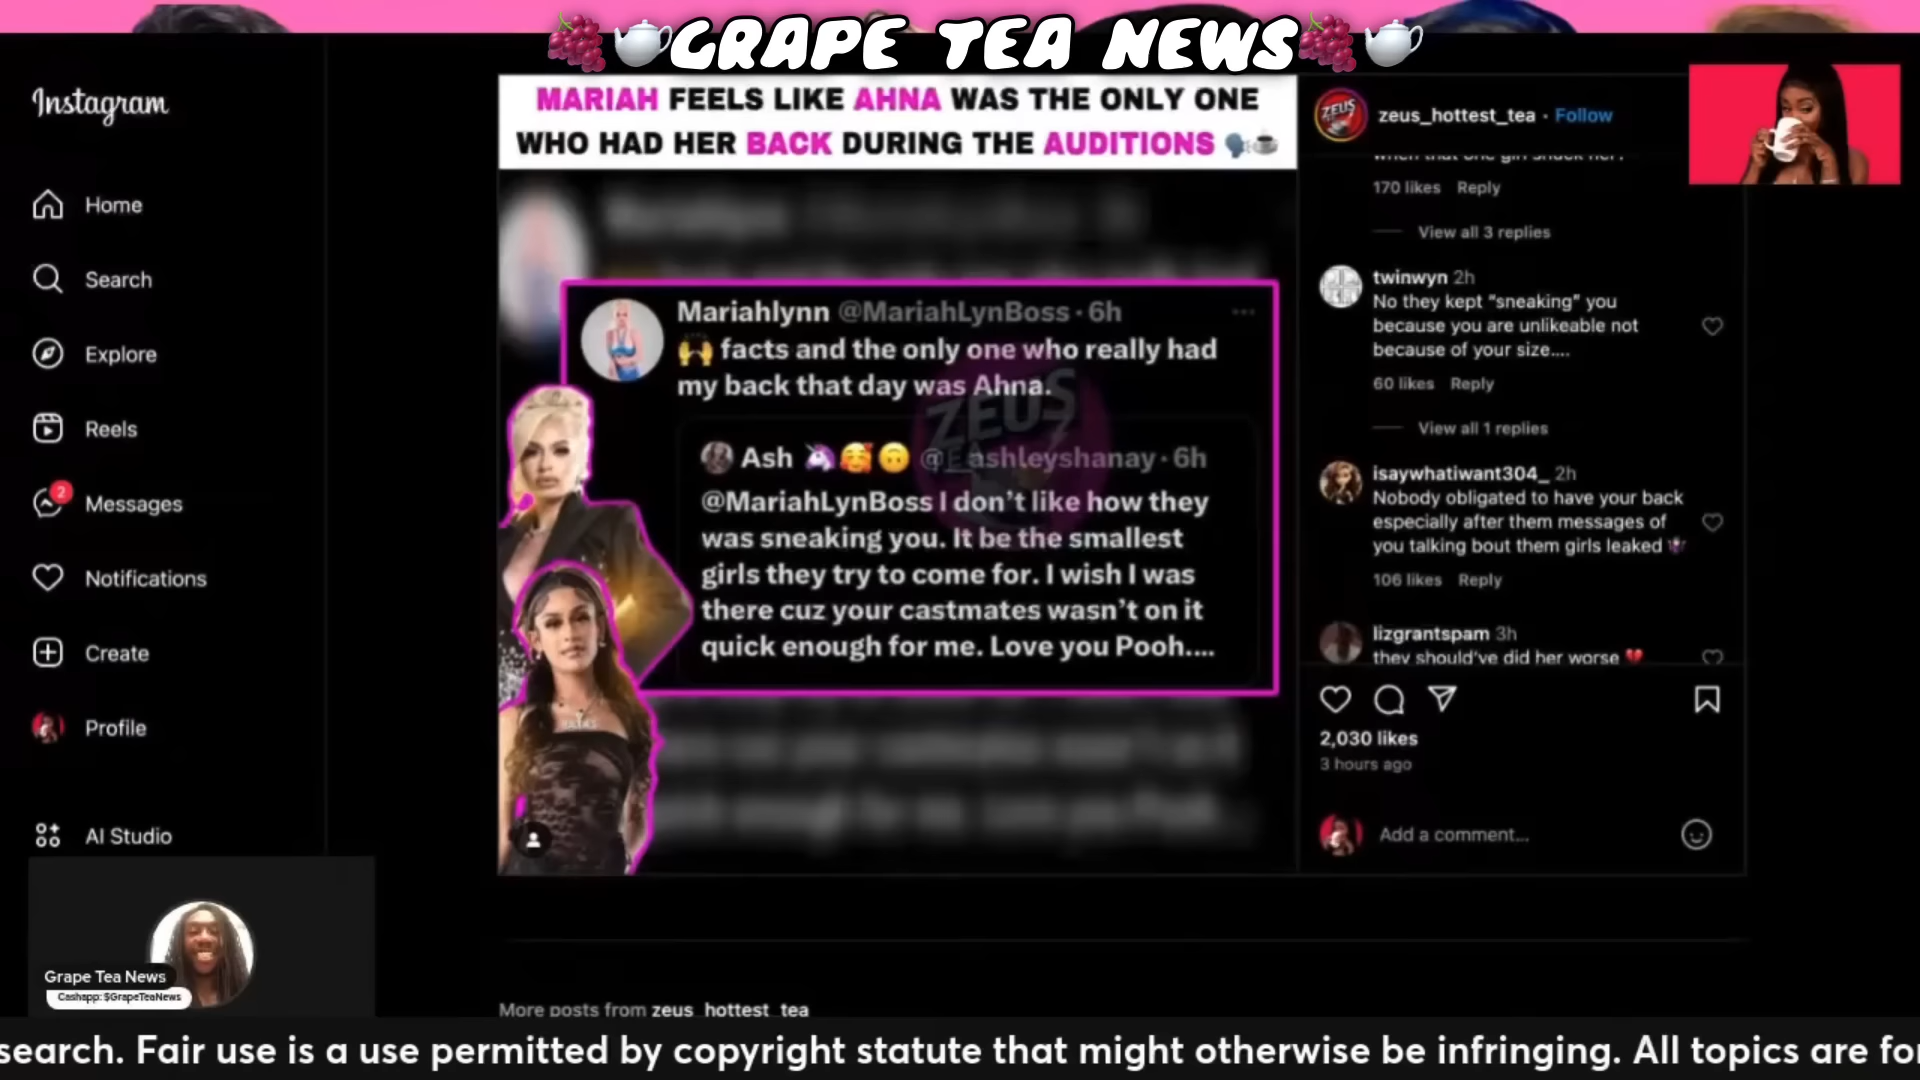 GRAPE TEA NEWS
Instagram
Home
Search
Explore
Reels
2
Messages
Notifications
Create
Profile
AI Studio
Grape Tea News
Cashapp: $GrapeTeaNews
MARIAH FEELS LIKE AHNA WAS THE ONLY ONE
WHO HAD HER BACK DURING THE AUDITIONS 🗣️☕
Mariahlynn @MariahLynBoss · 6h
🙌 facts and the only one who really had
my back that day was Ahna.
ZEUS
Ash 🦄🥰🙃 @_ashleyshanay · 6h
@MariahLynBoss I don't like how they
was sneaking you. It be the smallest
girls they try to come for. I wish I was
there cuz your castmates wasn't on it
quick enough for me. Love you Pooh....
ZEUS
zeus_hottest_tea · Follow
170 likes Reply
View all 3 replies
twinwyn 2h
No they kept "sneaking" you
because you are unlikeable not
because of your size....
60 likes Reply
View all 1 replies
isaywhatiwant304_ 2h
Nobody obligated to have your back
especially after them messages of
you talking bout them girls leaked
106 likes Reply
lizgrantspam 3h
they should've did her worse 💔
2,030 likes
3 hours ago
Add a comment...
More posts from zeus_hottest_tea
search. Fair use is a use permitted by copyright statute that might otherwise be infringing. All topics are for